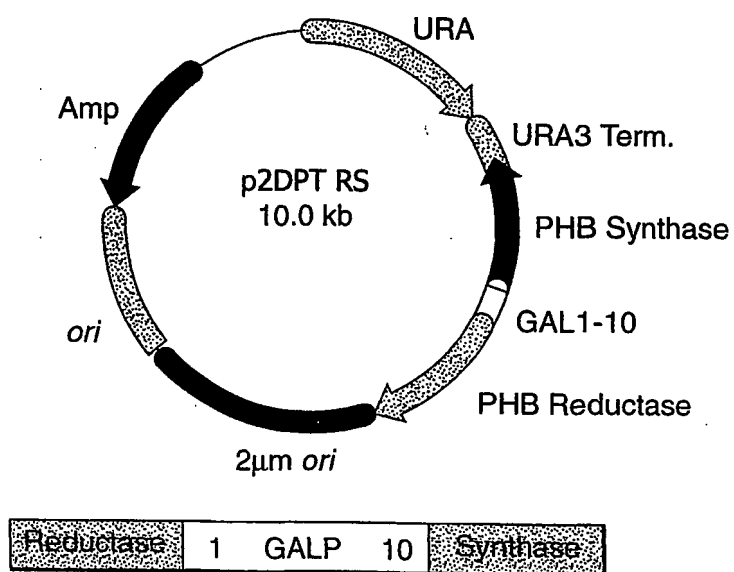 URA
Amp
URA3 Term.
p2DPT RS
10.0 kb
PHB Synthase
GAL1-10
ori
PHB Reductase
2µm ori
Reductase 1 GALP 10 Synthase